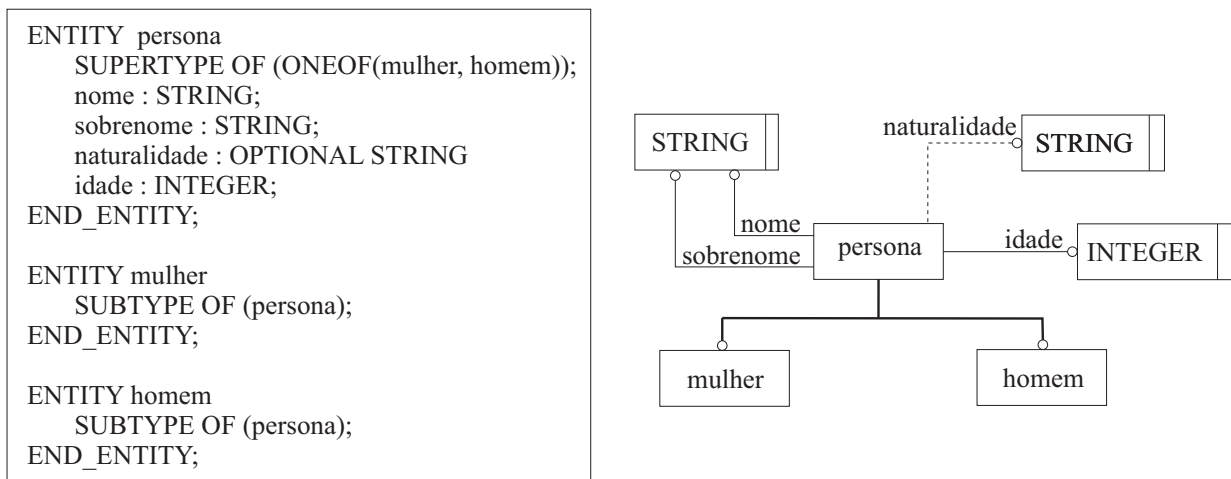 ENTITY persona
SUPERTYPE OF (ONEOF(mulher, homem));
nome : STRING;
sobrenome : STRING;
naturalidade : OPTIONAL STRING
idade : INTEGER;
END_ENTITY;
ENTITY mulher
SUBTYPE OF (persona);
END_ENTITY;
ENTITY homem
SUBTYPE OF (persona);
END_ENTITY;
naturalidade
STRING
STRING
nome
sobrenome
persona
idade
INTEGER
mulher
homem